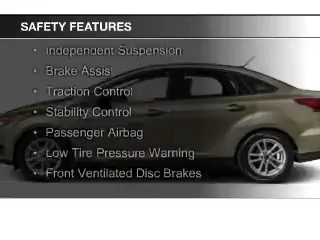 SAFETY FEATURES
• Independent Suspension
• Brake Assist
• Traction Control
• Stability Control
• Passenger Airbag
• Low Tire Pressure Warning
• Front Ventilated Disc Brakes